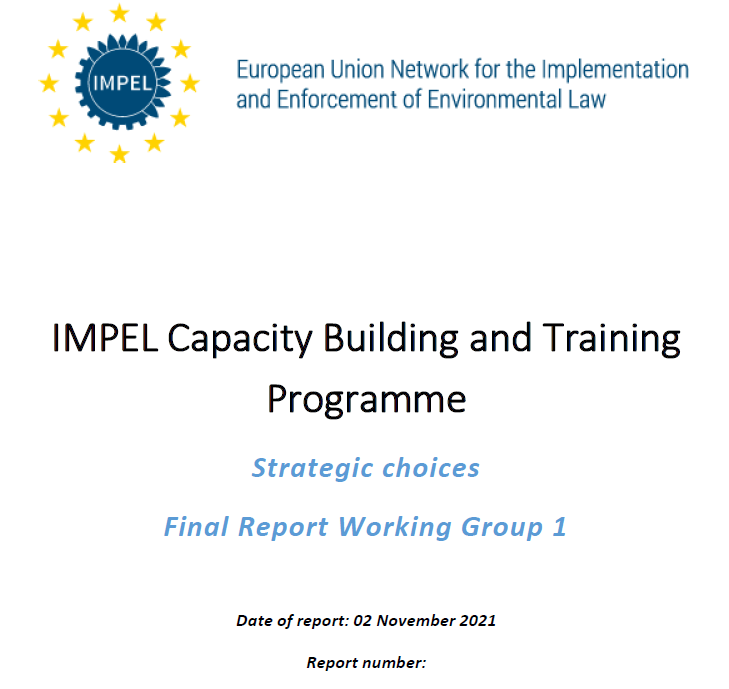 IMPEL
European Union Network for the Implementation
and Enforcement of Environmental Law
IMPEL Capacity Building and Training
Programme
Strategic choices
Final Report Working Group 1
Date of report: 02 November 2021
Report number: